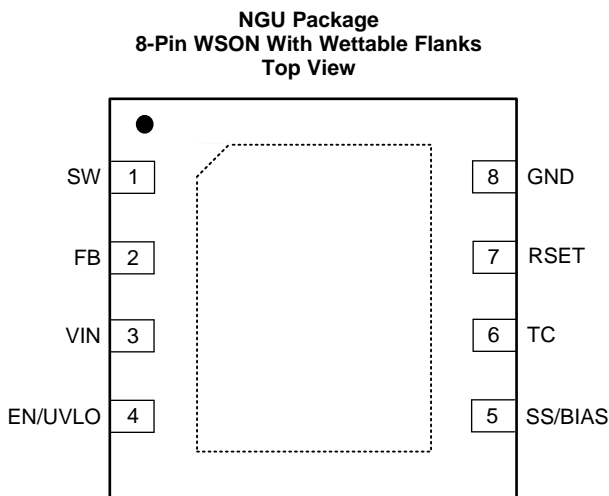 NGU Package
8-Pin WSON With Wettable Flanks
Top View
SW 1
8 GND
FB 2
7 RSET
VIN 3
6 TC
EN/UVLO 4
5 SS/BIAS